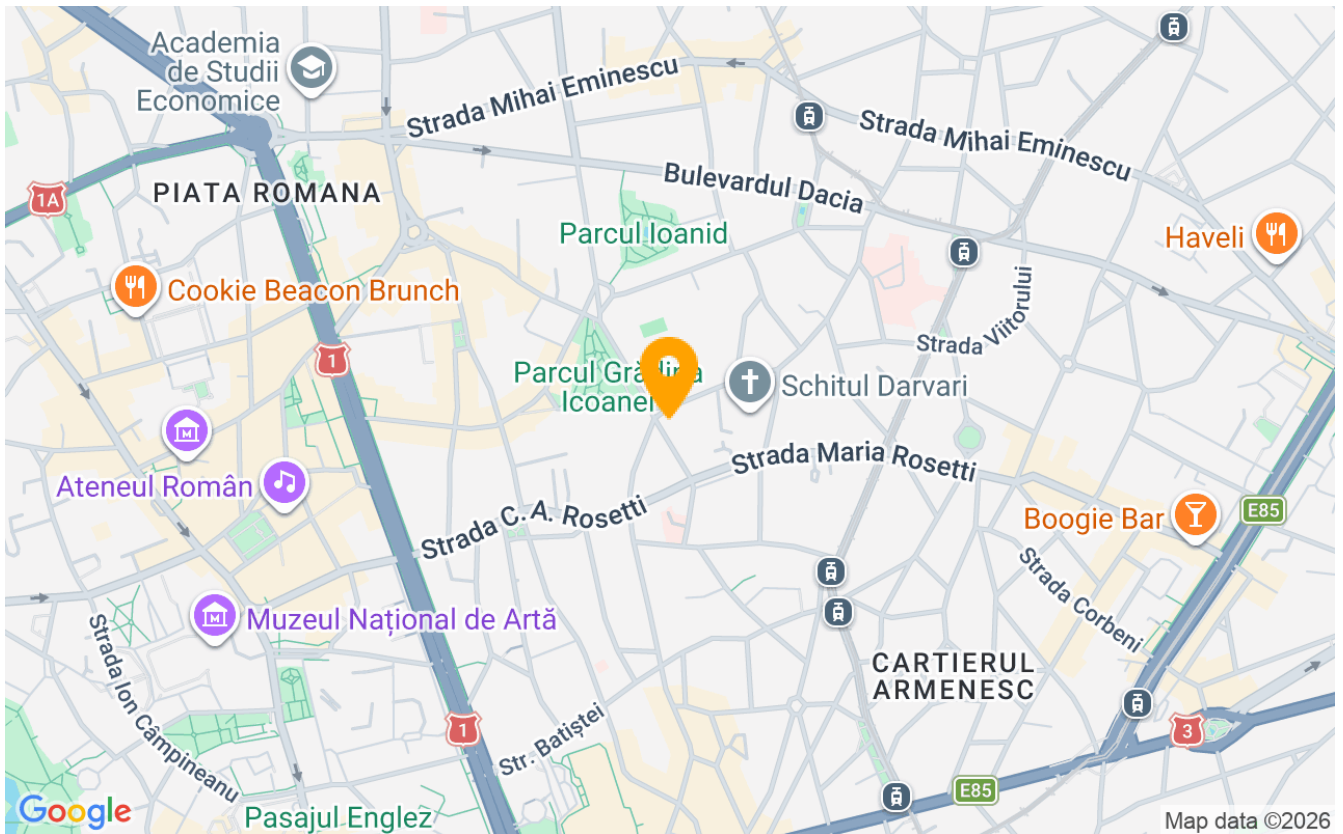 Academia
de Studii
Economice
Strada Mihai Eminescu
Strada Mihai Eminescu
1A
PIATA ROMANA
Bulevardul Dacia
Parcul Ioanid
Haveli
Cookie Beacon Brunch
Strada Viitorului
1
Parcul Grădina
Icoanei
Schitul Darvari
M
Ateneul Român
Strada Maria Rosetti
Strada C. A. Rosetti
Boogie Bar
E85
Strada Corbeni
M
Muzeul Național de Artă
Strada Ion Câmpineanu
CARTIERUL
ARMENESC
1
Str. Batiștei
3
E85
Google
Pasajul Englez
Map data ©2026